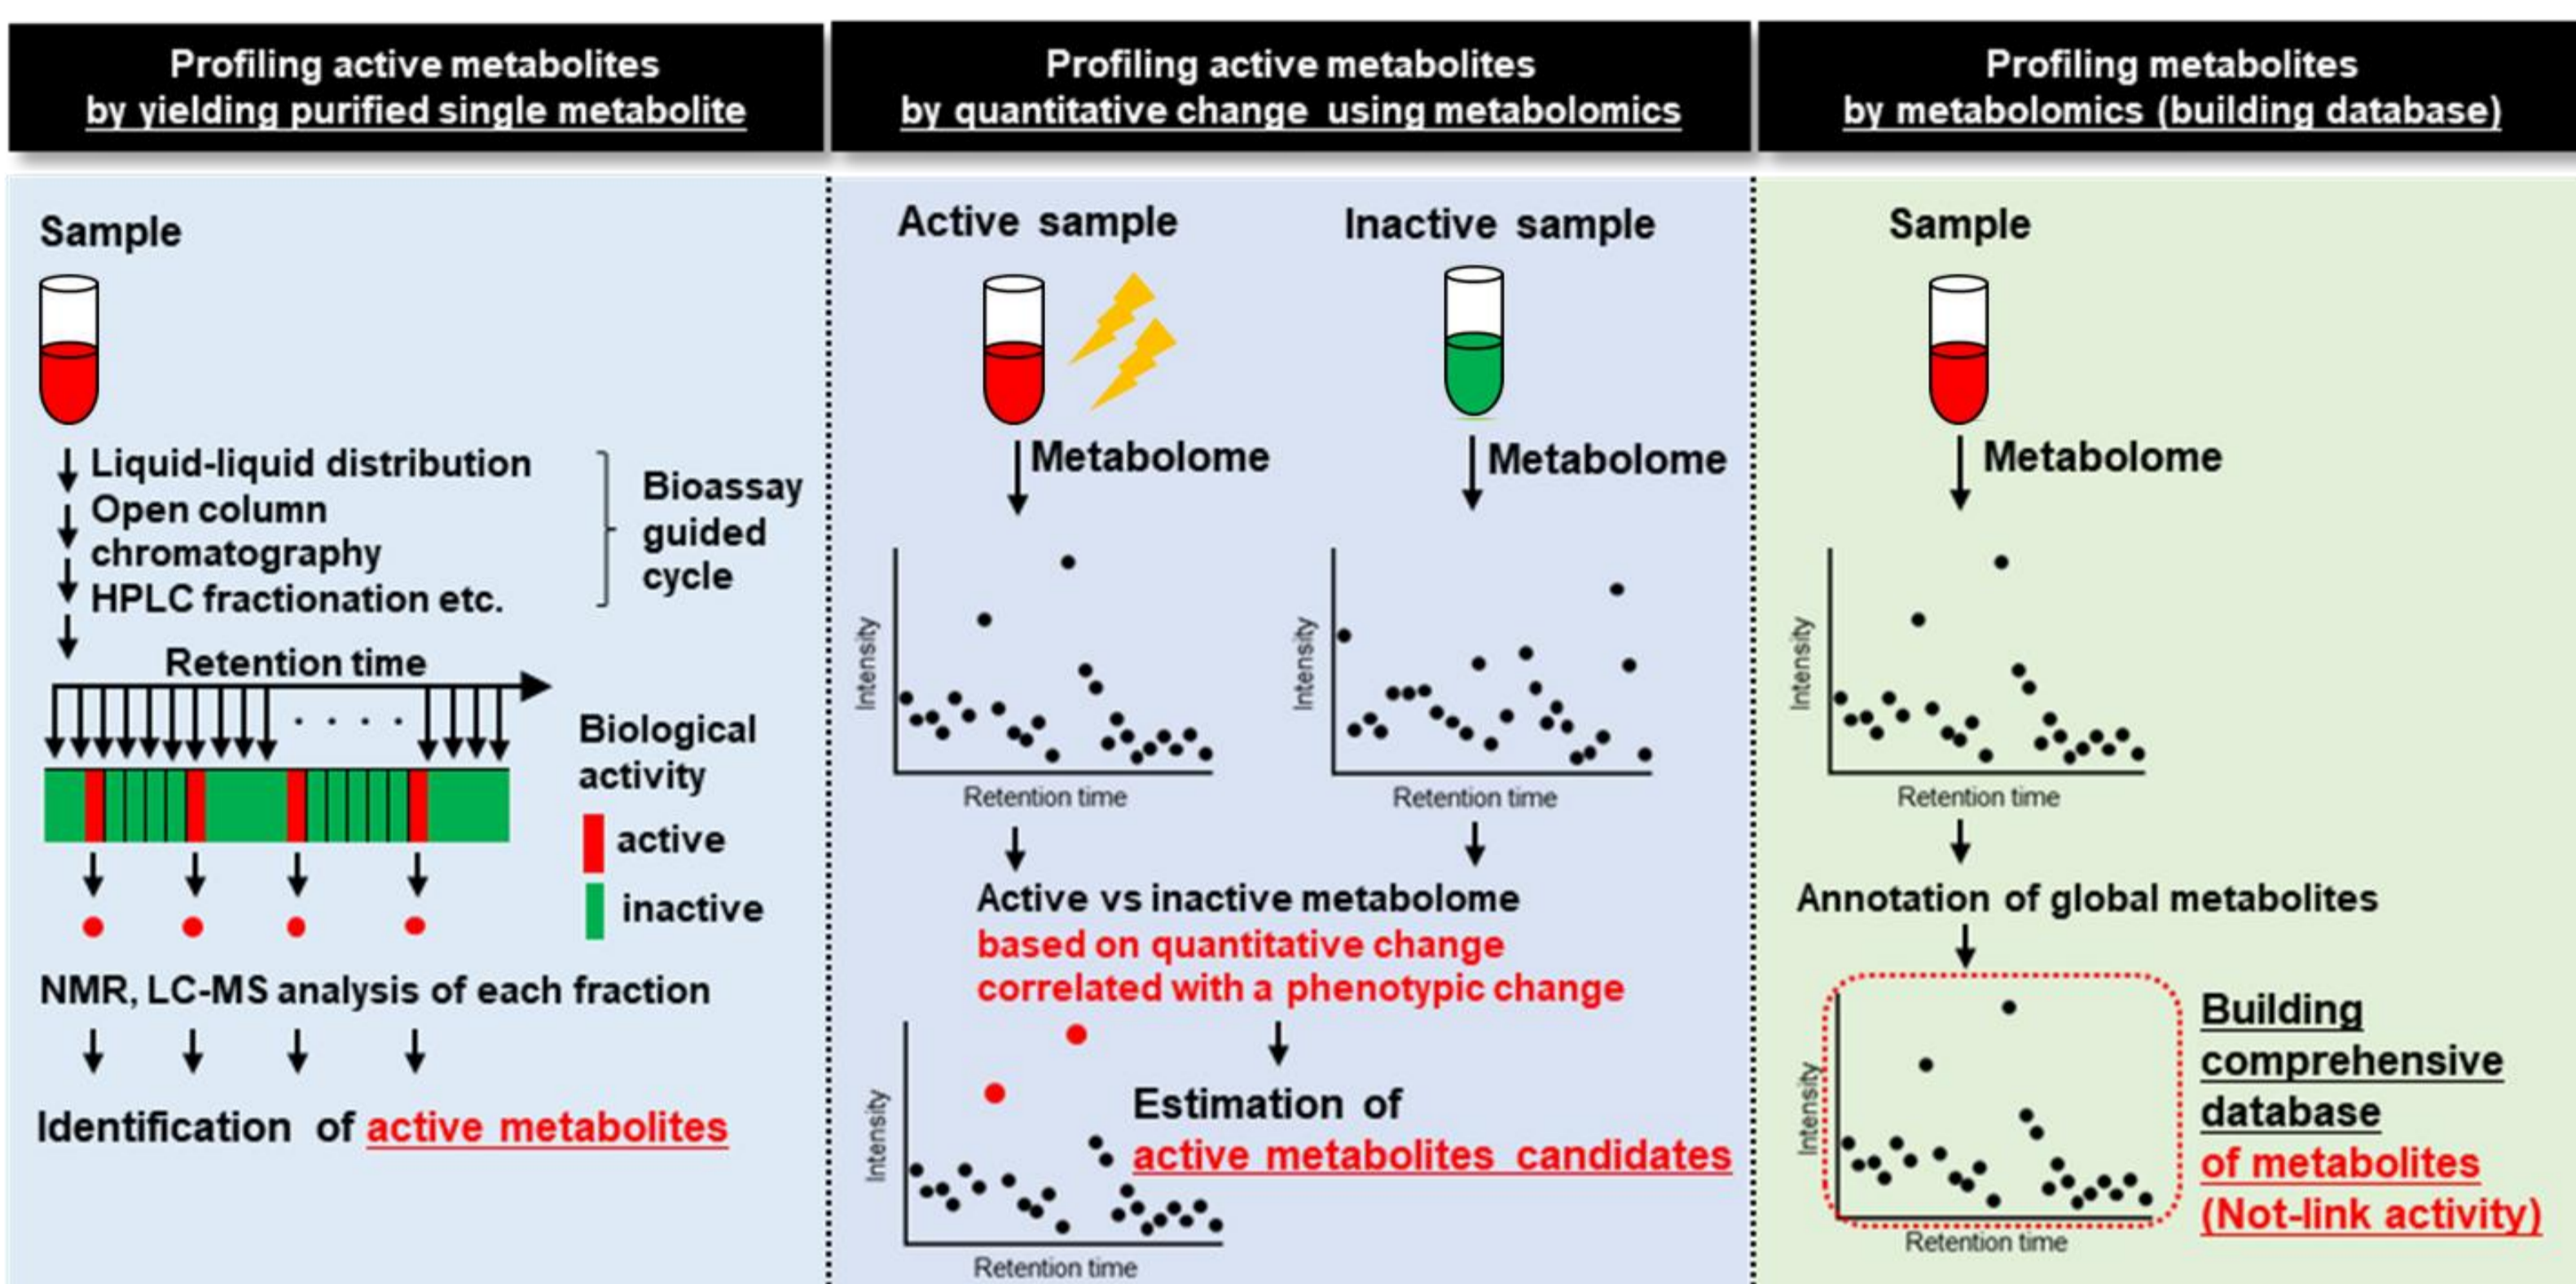 Profiling active metabolites
by yielding purified single metabolite
Profiling active metabolites
by quantitative change using metabolomics
Profiling metabolites
by metabolomics (building database)
Sample
Liquid-liquid distribution
Open column
chromatography
HPLC fractionation etc.
Bioassay
guided
cycle
Retention time
Biological
activity
active
inactive
NMR, LC-MS analysis of each fraction
Identification of active metabolites
Active sample
Inactive sample
Metabolome
Metabolome
Intensity
Retention time
Intensity
Retention time
Active vs inactive metabolome
based on quantitative change
correlated with a phenotypic change
Estimation of
active metabolites candidates
Intensity
Retention time
Sample
Metabolome
Intensity
Retention time
Annotation of global metabolites
Intensity
Retention time
Building
comprehensive
database
of metabolites
(Not-link activity)